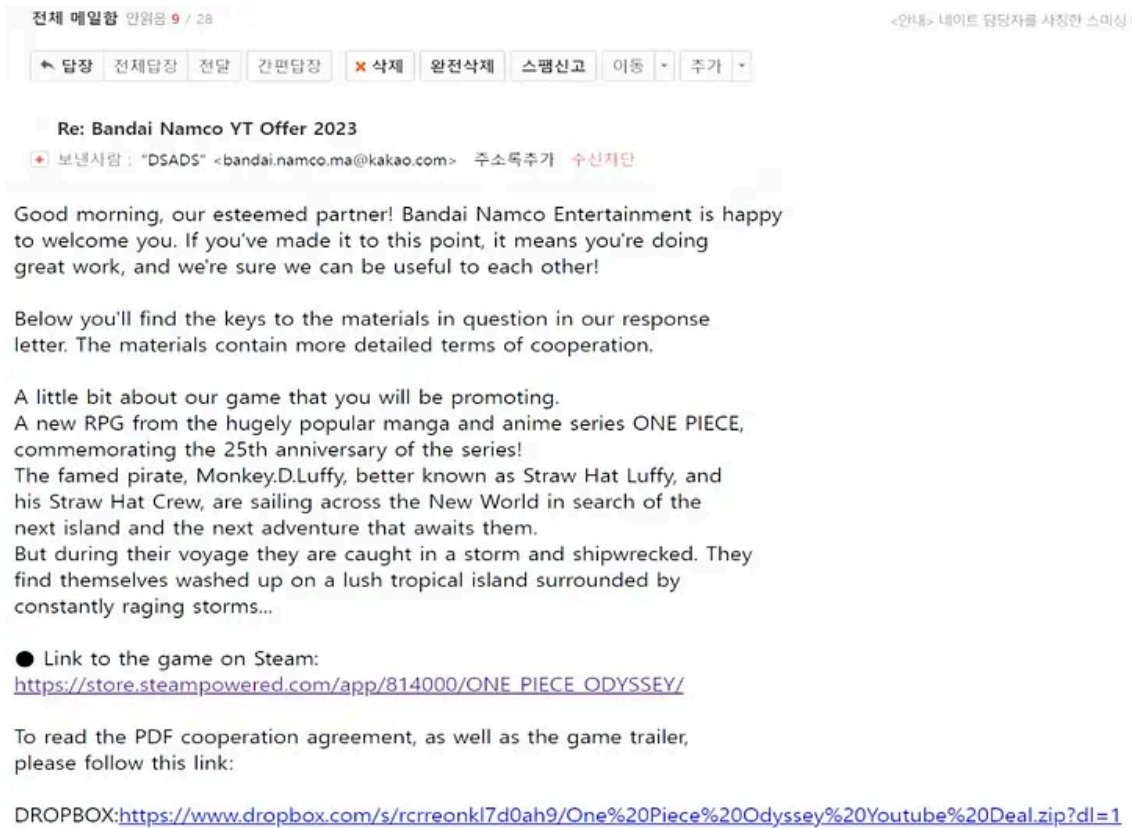 전체 메일함 안읽음 9 / 28
<안내> 네이트 담당자를 사칭한 스미싱
답장 전체답장 전달 간편답장 × 삭제 완전삭제 스팸신고 이동 추가
Re: Bandai Namco YT Offer 2023
보낸사람 : "DSADS" <bandai.namco.ma@kakao.com> 주소록추가 수신차단
Good morning, our esteemed partner! Bandai Namco Entertainment is happy
to welcome you. If you've made it to this point, it means you're doing
great work, and we're sure we can be useful to each other!
Below you'll find the keys to the materials in question in our response
letter. The materials contain more detailed terms of cooperation.
A little bit about our game that you will be promoting.
A new RPG from the hugely popular manga and anime series ONE PIECE,
commemorating the 25th anniversary of the series!
The famed pirate, Monkey.D.Luffy, better known as Straw Hat Luffy, and
his Straw Hat Crew, are sailing across the New World in search of the
next island and the next adventure that awaits them.
But during their voyage they are caught in a storm and shipwrecked. They
find themselves washed up on a lush tropical island surrounded by
constantly raging storms...
● Link to the game on Steam:
https://store.steampowered.com/app/814000/ONE_PIECE_ODYSSEY/
To read the PDF cooperation agreement, as well as the game trailer,
please follow this link:
DROPBOX:https://www.dropbox.com/s/rcrreonkl7d0ah9/One%20Piece%20Odyssey%20Youtube%20Deal.zip?dl=1